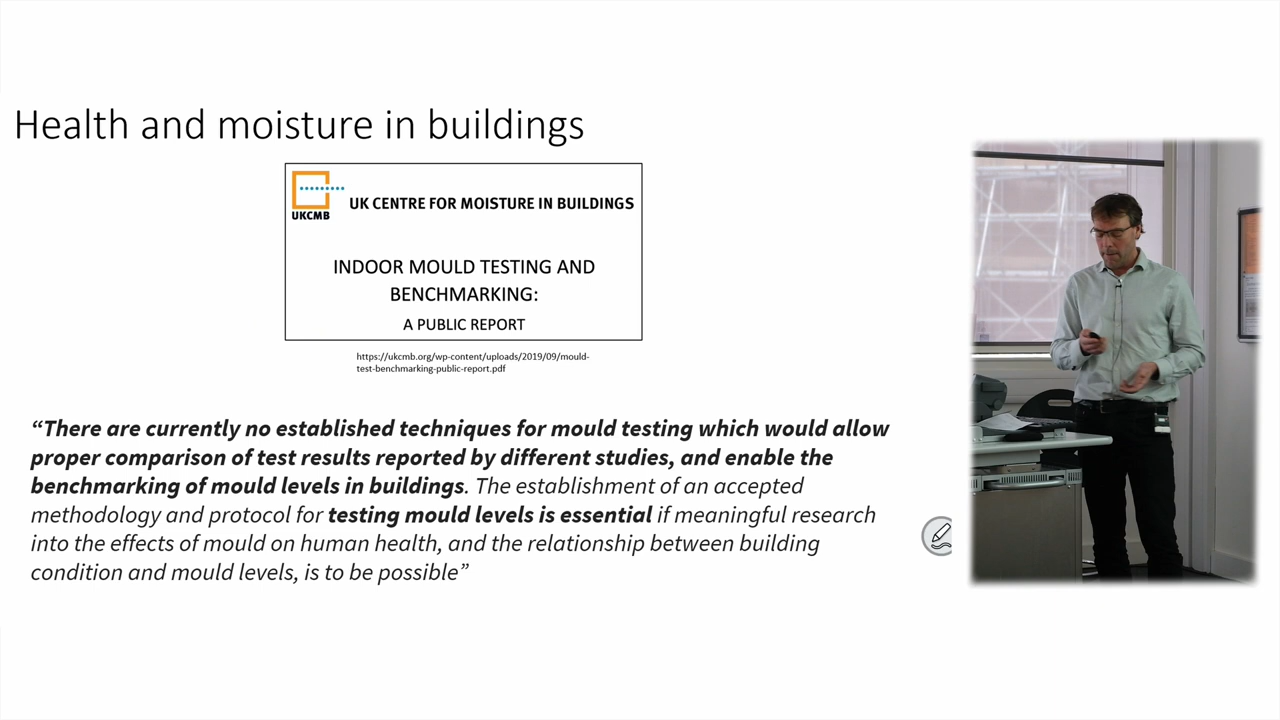 Health and moisture in buildings
UKCMB
UK CENTRE FOR MOISTURE IN BUILDINGS
INDOOR MOULD TESTING AND
BENCHMARKING:
A PUBLIC REPORT
https://ukcmb.org/wp-content/uploads/2019/09/mould-
test-benchmarking-public-report.pdf
“There are currently no established techniques for mould testing which would allow
proper comparison of test results reported by different studies, and enable the
benchmarking of mould levels in buildings. The establishment of an accepted
methodology and protocol for testing mould levels is essential if meaningful research
into the effects of mould on human health, and the relationship between building
condition and mould levels, is to be possible”